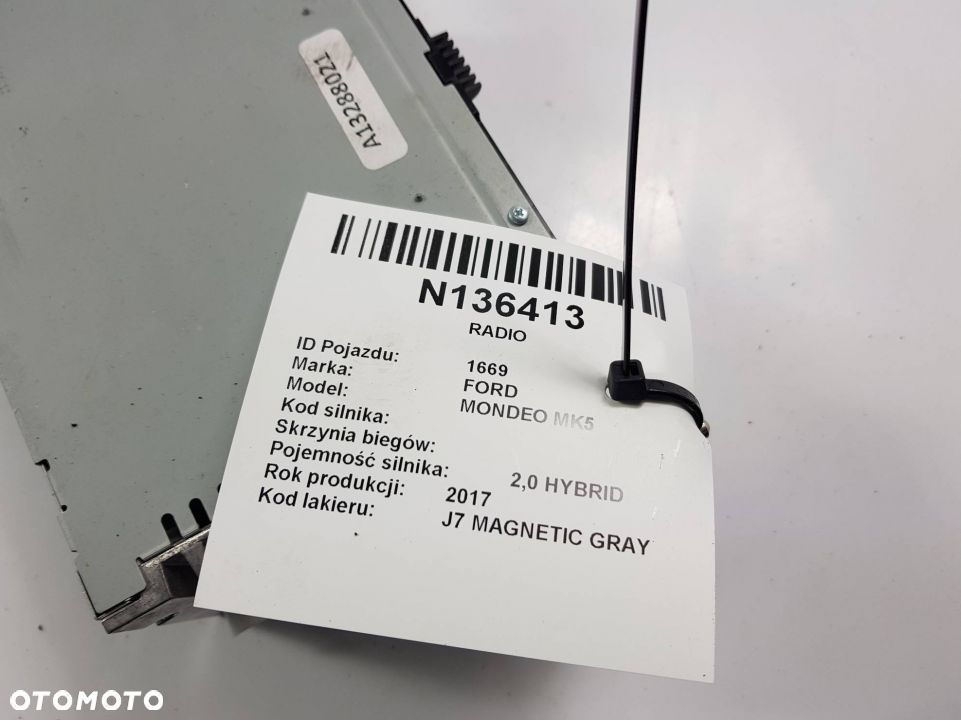 A13288021
N136413
RADIO
ID Pojazdu: 1669
Marka: FORD
Model: MONDEO MK5
Kod silnika:
Skrzynia biegów:
Pojemność silnika: 2,0 HYBRID
Rok produkcji: 2017
Kod lakieru: J7 MAGNETIC GRAY
OTOMOTO